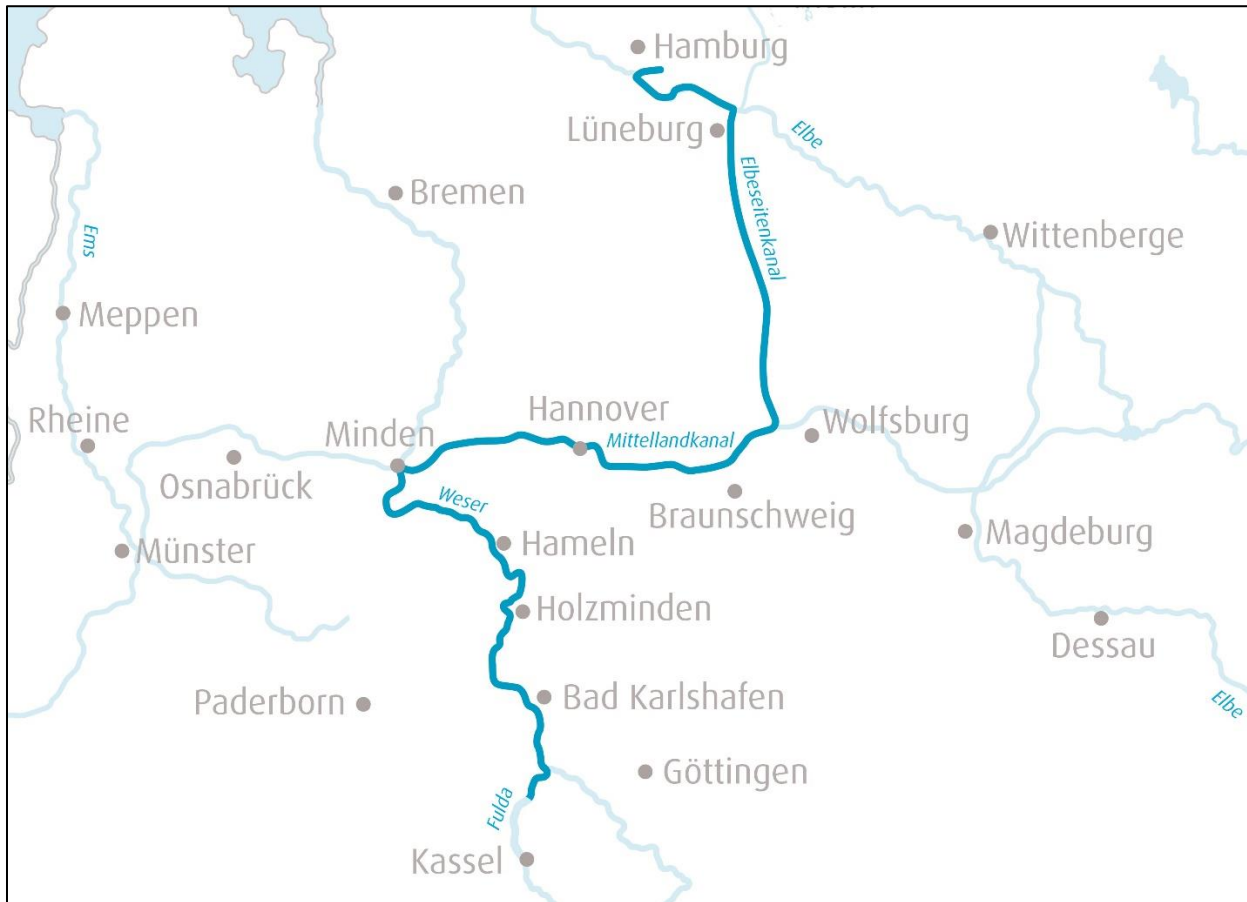 Hamburg
Lüneburg
Elbe
Elbeseitenkanal
Bremen
Wittenberge
Ems
Meppen
Hannover
Rheine
Minden
Mittellandkanal
Wolfsburg
Osnabrück
Weser
Braunschweig
Magdeburg
Münster
Hameln
Holzminden
Dessau
Paderborn
Bad Karlshafen
Elbe
Göttingen
Fulda
Kassel